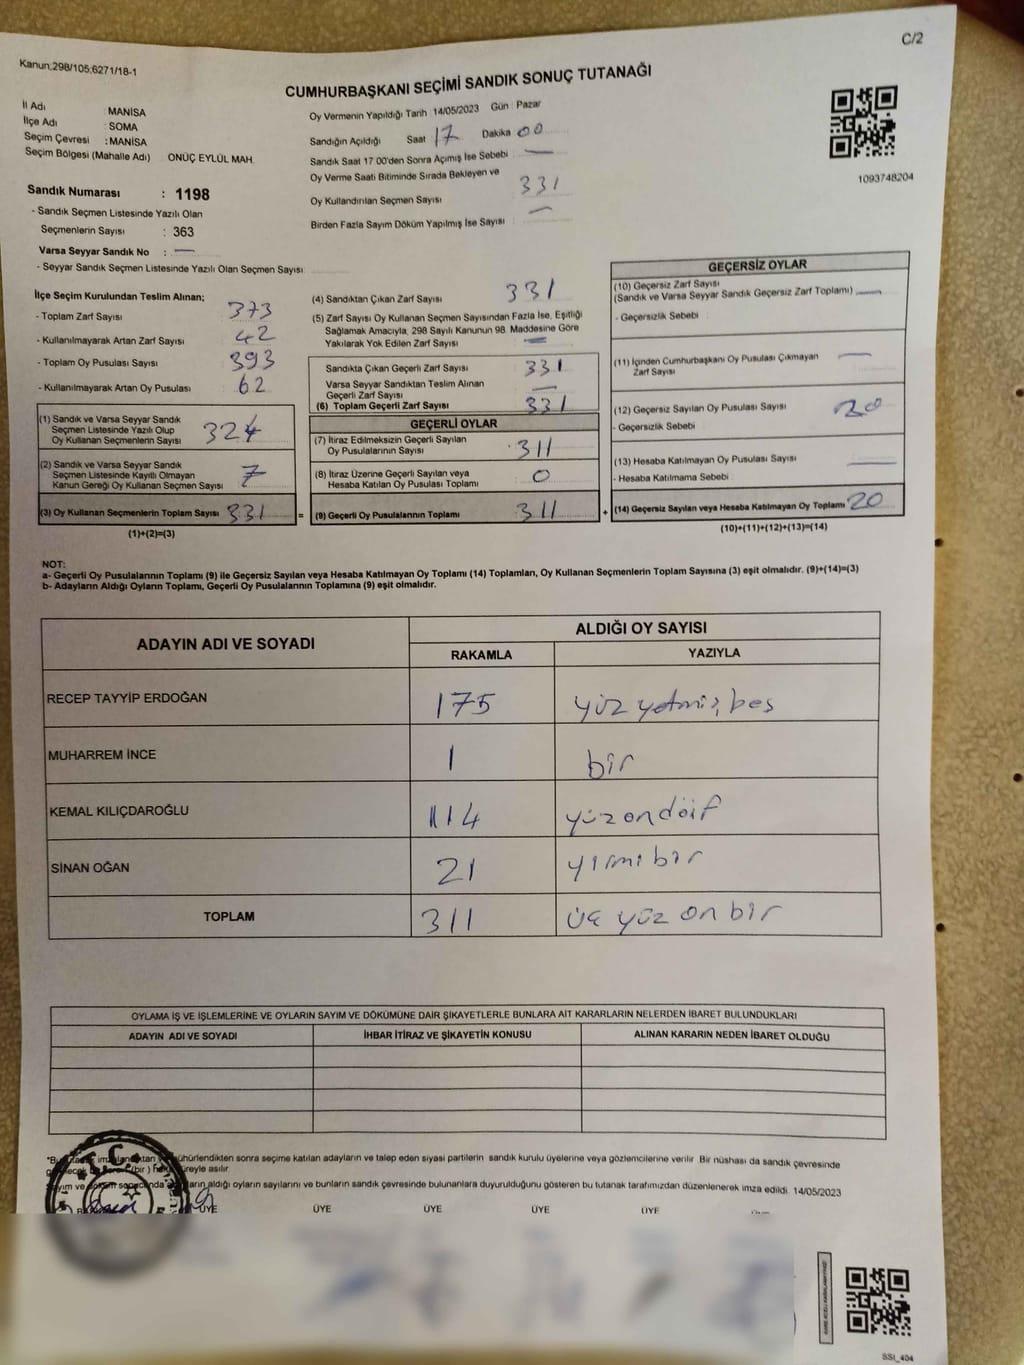 C/2
Kanun:298/105;6271/18-1
CUMHURBAŞKANI SEÇİMİ SANDIK SONUÇ TUTANAĞI
İl Adı : MANİSA
İlçe Adı : SOMA
Seçim Çevresi : MANİSA
Seçim Bölgesi (Mahalle Adı) : ONÜÇ EYLÜL MAH.
Sandık Numarası : 1198
- Sandık Seçmen Listesinde Yazılı Olan
Seçmenlerin Sayısı : 363
Varsa Seyyar Sandık No : —
- Seyyar Sandık Seçmen Listesinde Yazılı Olan Seçmen Sayısı:
Oy Vermenin Yapıldığı Tarih : 14/05/2023 Gün : Pazar
Sandığın Açıldığı Saat 17 Dakika 00
Sandık Saat 17:00'den Sonra Açımış İse Sebebi : —
Oy Verme Saati Bitiminde Sırada Bekleyen ve
Oy Kullandırılan Seçmen Sayısı : 331
Birden Fazla Sayım Döküm Yapılmış İse Sayısı : —
1093748204
İlçe Seçim Kurulundan Teslim Alınan;
- Toplam Zarf Sayısı 373
- Kullanılmayarak Artan Zarf Sayısı 42
- Toplam Oy Pusulası Sayısı 393
- Kullanılmayarak Artan Oy Pusulası 62
(1) Sandık ve Varsa Seyyar Sandık
Seçmen Listesinde Yazılı Olup
Oy Kullanan Seçmenlerin Sayısı 324
(2) Sandık ve Varsa Seyyar Sandık
Seçmen Listesinde Kayıtlı Olmayan
Kanun Gereği Oy Kullanan Seçmen Sayısı 7
(3) Oy Kullanan Seçmenlerin Toplam Sayısı 331 =
(1)+(2)=(3)
(4) Sandıktan Çıkan Zarf Sayısı 331
(5) Zarf Sayısı Oy Kullanan Seçmen Sayısından Fazla İse, Eşitliği
Sağlamak Amacıyla, 298 Sayılı Kanunun 98. Maddesine Göre
Yakılarak Yok Edilen Zarf Sayısı —
Sandıkta Çıkan Geçerli Zarf Sayısı 331
Varsa Seyyar Sandıktan Teslim Alınan
Geçerli Zarf Sayısı —
(6) Toplam Geçerli Zarf Sayısı 331
GEÇERLİ OYLAR
(7) İtiraz Edilmeksizin Geçerli Sayılan
Oy Pusulalarının Sayısı 311
(8) İtiraz Üzerine Geçerli Sayılan veya
Hesaba Katılan Oy Pusulası Toplamı 0
(9) Geçerli Oy Pusulalarının Toplamı 311 +
GEÇERSİZ OYLAR
(10) Geçersiz Zarf Sayısı
(Sandık ve Varsa Seyyar Sandık Geçersiz Zarf Toplamı) —
- Geçersizlik Sebebi :
(11) İçinden Cumhurbaşkanı Oy Pusulası Çıkmayan
Zarf Sayısı —
(12) Geçersiz Sayılan Oy Pusulası Sayısı 20
- Geçersizlik Sebebi :
(13) Hesaba Katılmayan Oy Pusulası Sayısı —
- Hesaba Katılmama Sebebi :
(14) Geçersiz Sayılan veya Hesaba Katılmayan Oy Toplamı 20
(10)+(11)+(12)+(13)=(14)
NOT:
a- Geçerli Oy Pusulalarının Toplamı (9) ile Geçersiz Sayılan veya Hesaba Katılmayan Oy Toplamı (14) Toplamları, Oy Kullanan Seçmenlerin Toplam Sayısına (3) eşit olmalıdır. (9)+(14)=(3)
b- Adayların Aldığı Oyların Toplamı, Geçerli Oy Pusulalarının Toplamına (9) eşit olmalıdır.
ADAYIN ADI VE SOYADI ALDIĞI OY SAYISI
RAKAMLA YAZIYLA
RECEP TAYYİP ERDOĞAN 175 yüz yetmiş beş
MUHARREM İNCE 1 bir
KEMAL KILIÇDAROĞLU 114 yüz on dört
SİNAN OĞAN 21 yirmi bir
TOPLAM 311 üç yüz on bir
OYLAMA İŞ VE İŞLEMLERİNE VE OYLARIN SAYIM VE DÖKÜMÜNE DAİR ŞİKAYETLERLE BUNLARA AİT KARARLARIN NELERDEN İBARET BULUNDUKLARI
ADAYIN ADI VE SOYADI İHBAR İTİRAZ VE ŞİKAYETİN KONUSU ALINAN KARARIN NEDEN İBARET OLDUĞU
mühürlendikten sonra seçime katılan adayların ve talep eden siyasi partilerin sandık kurulu üyelerine veya gözlemcilerine verilir. Bir nüshası da sandık çevresinde
(bir) süreyle asılır.
aldığı oyların sayılarını ve bunların sandık çevresinde bulunanlara duyurulduğunu gösteren bu tutanak tarafımızdan düzenlenerek imza edildi. 14/05/2023
ÜYE ÜYE ÜYE ÜYE ÜYE
SSI_404